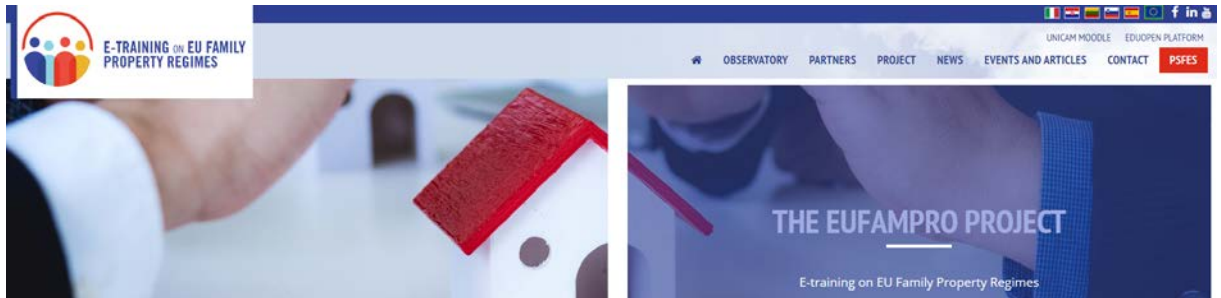 E-TRAINING ON EU FAMILY
PROPERTY REGIMES
UNICAM MOODLE EDUOPEN PLATFORM
OBSERVATORY PARTNERS PROJECT NEWS EVENTS AND ARTICLES CONTACT PSFES
THE EUFAMPRO PROJECT
E-training on EU Family Property Regimes